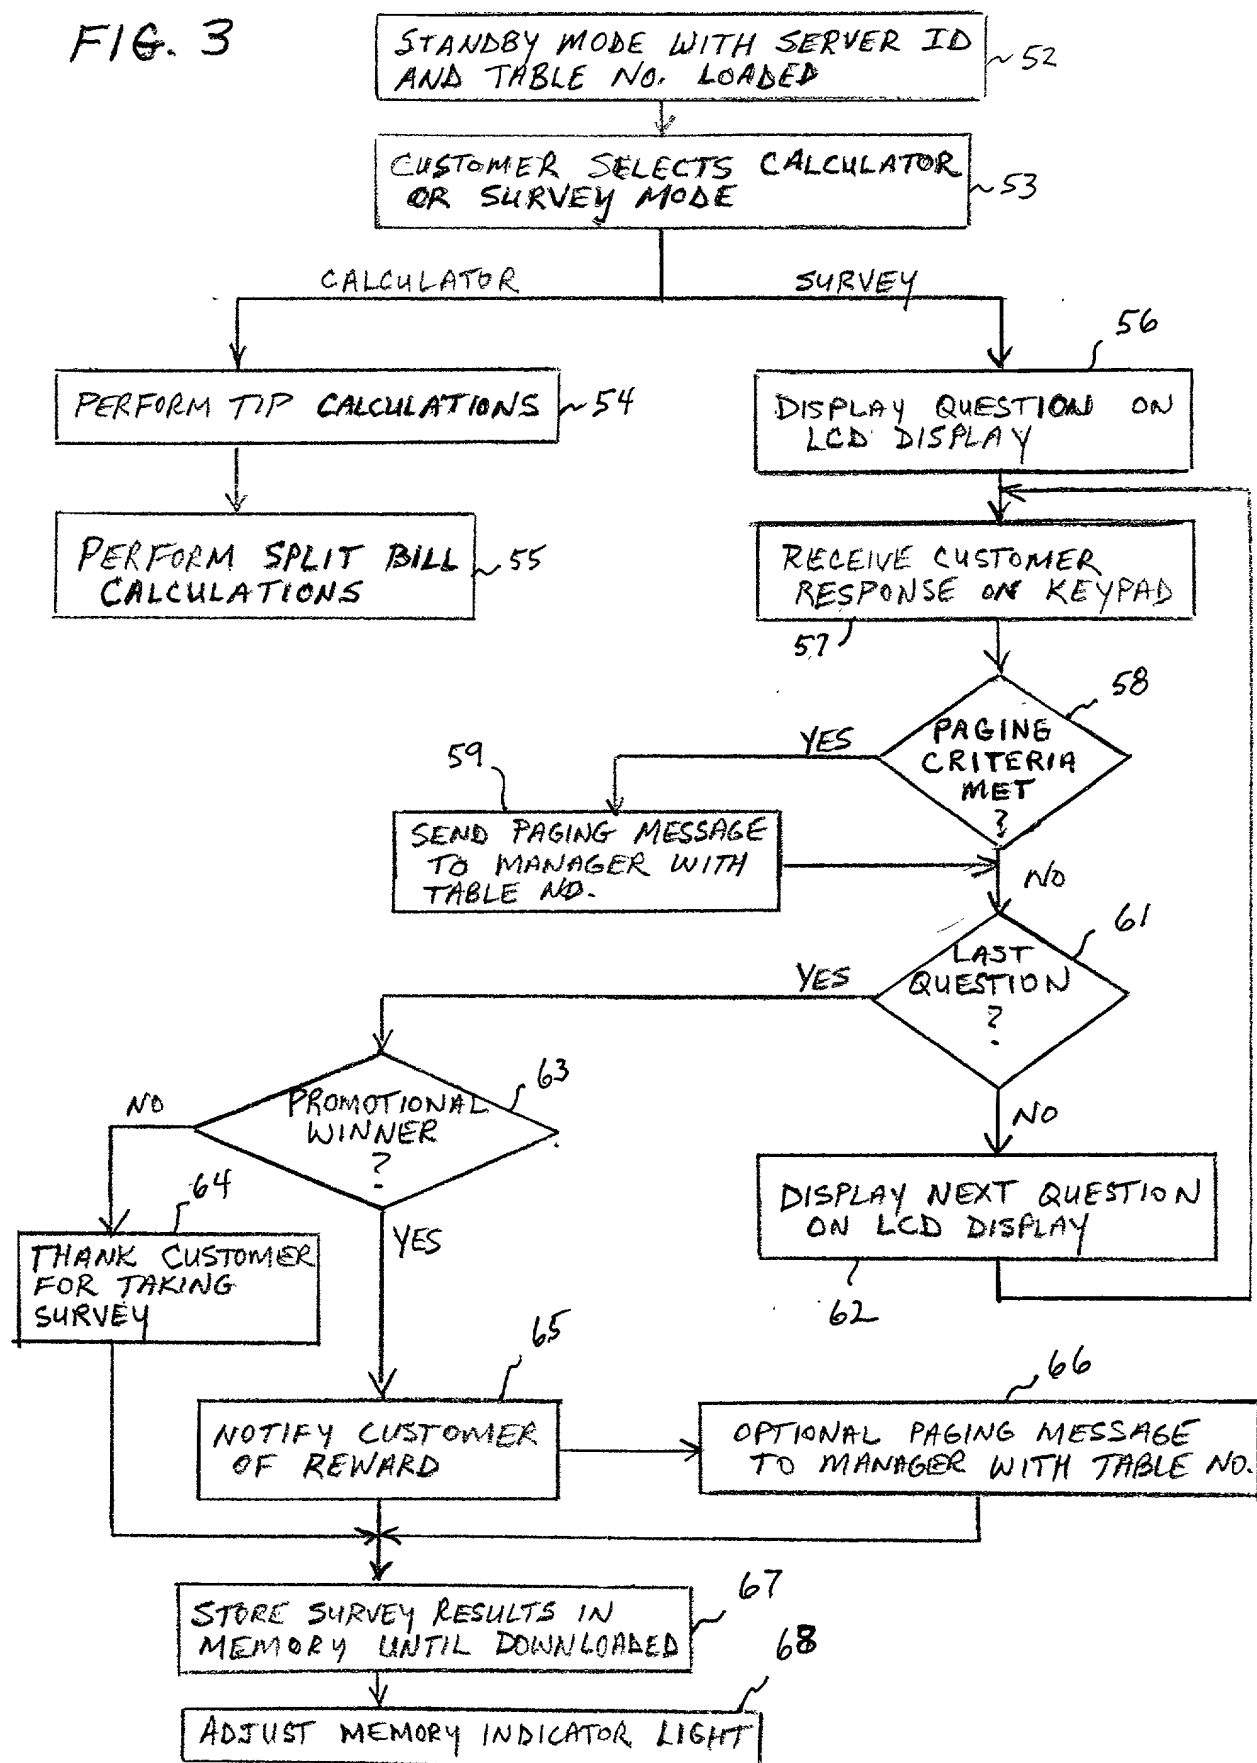 FIG. 3
STANDBY MODE WITH SERVER ID
AND TABLE NO. LOADED
52
CUSTOMER SELECTS CALCULATOR
OR SURVEY MODE
53
CALCULATOR
SURVEY
56
PERFORM TIP CALCULATIONS
54
DISPLAY QUESTION ON
LCD DISPLAY
PERFORM SPLIT BILL
CALCULATIONS
55
RECEIVE CUSTOMER
RESPONSE ON KEYPAD
57
58
PAGING
CRITERIA
MET
?
YES
59
SEND PAGING MESSAGE
TO MANAGER WITH
TABLE NO.
NO
61
LAST
QUESTION
?
YES
63
PROMOTIONAL
WINNER
?
NO
NO
64
YES
DISPLAY NEXT QUESTION
ON LCD DISPLAY
62
THANK CUSTOMER
FOR TAKING
SURVEY
65
66
NOTIFY CUSTOMER
OF REWARD
OPTIONAL PAGING MESSAGE
TO MANAGER WITH TABLE NO.
67
STORE SURVEY RESULTS IN
MEMORY UNTIL DOWNLOADED
68
ADJUST MEMORY INDICATOR LIGHT